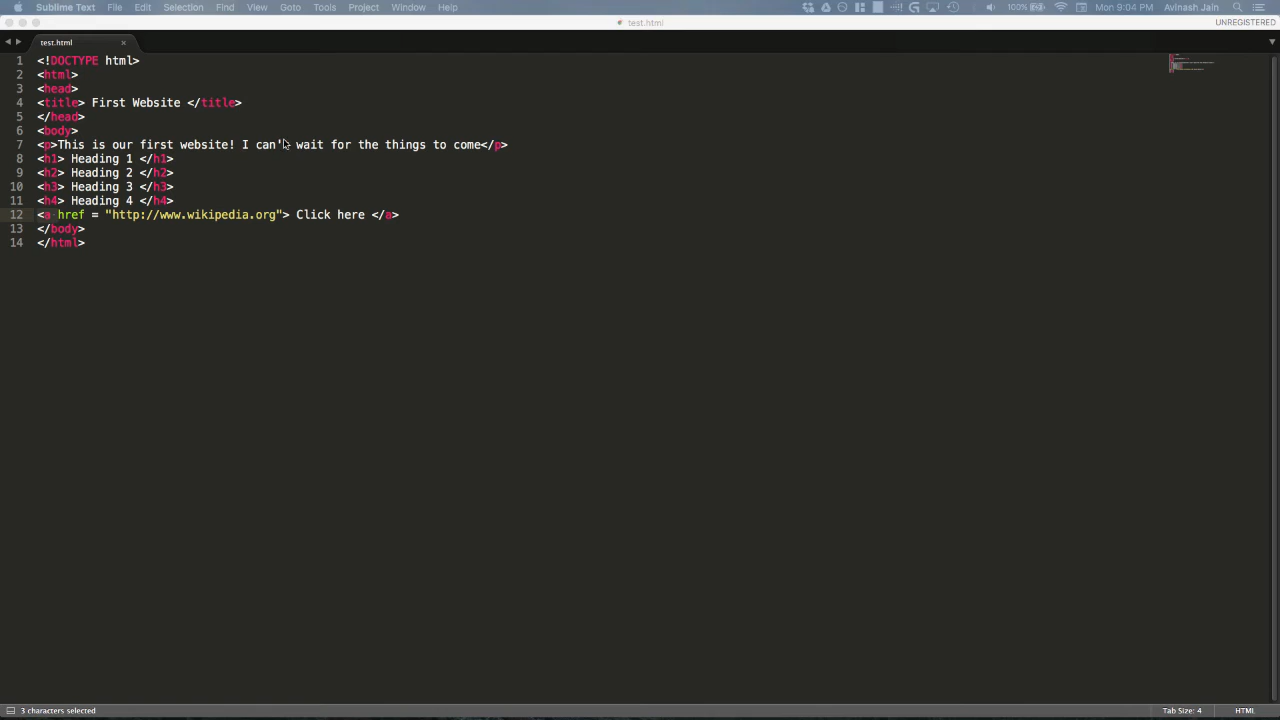 Sublime Text File Edit Selection Find View Goto Tools Project Window Help 100% Mon 9:04 PM Avinash Jain
test.html UNREGISTERED
test.html
1 <!DOCTYPE html>
2 <html>
3 <head>
4 <title> First Website </title>
5 </head>
6 <body>
7 <p>This is our first website! I can't wait for the things to come</p>
8 <h1> Heading 1 </h1>
9 <h2> Heading 2 </h2>
10 <h3> Heading 3 </h3>
11 <h4> Heading 4 </h4>
12 <a href = "http://www.wikipedia.org"> Click here </a>
13 </body>
14 </html>
3 characters selected Tab Size: 4 HTML